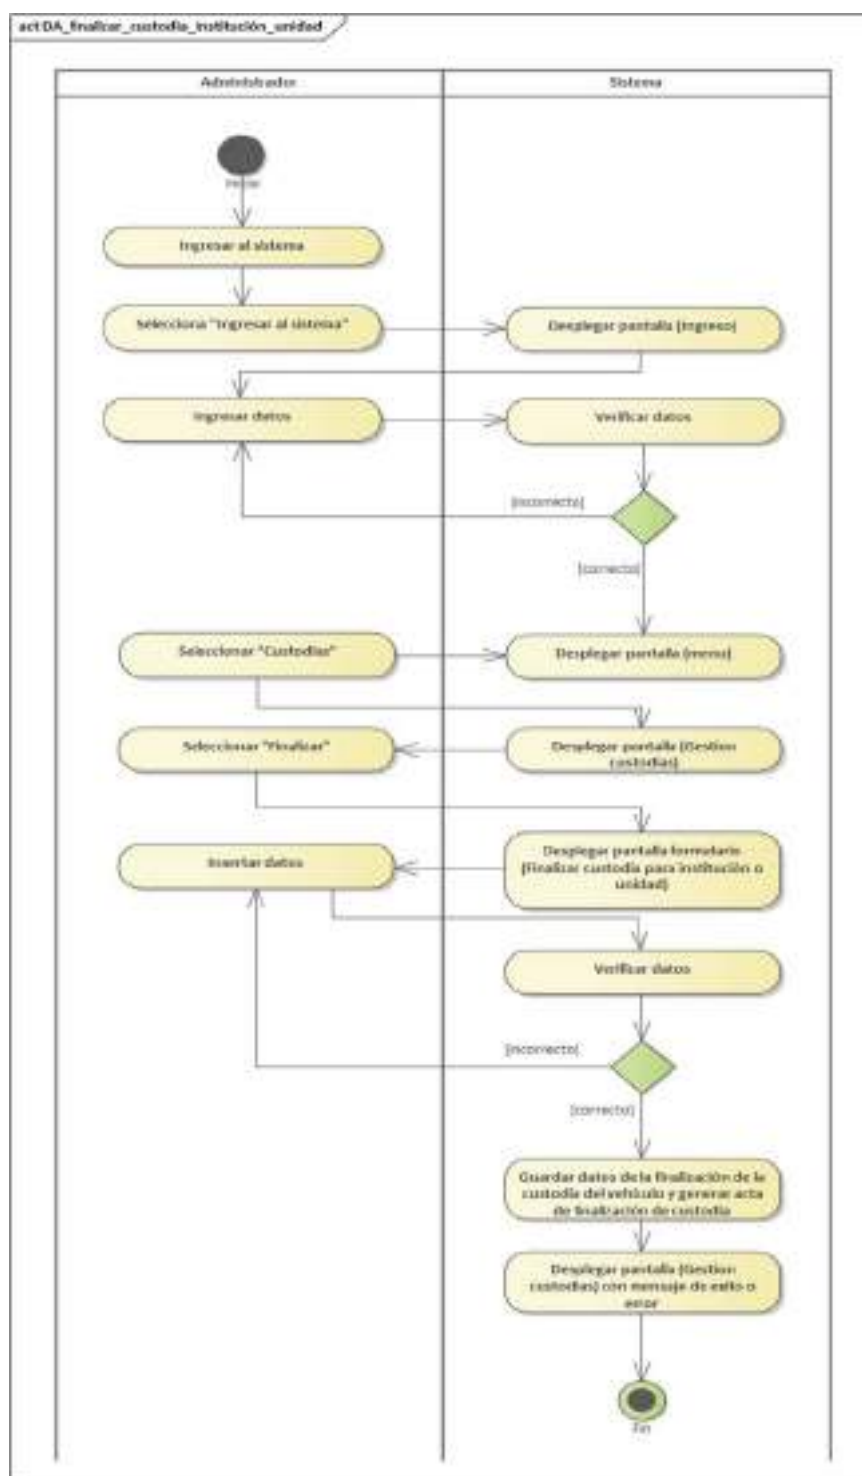 act DA_finalizar_custodia_institución_unidad
Administrador
Sistema
Iniciar
Ingresar al sistema
Selecciona "Ingresar al sistema"
Desplegar pantalla (Ingreso)
Ingresar datos
Verificar datos
[incorrecto]
[correcto]
Seleccionar "Custodias"
Desplegar pantalla (menu)
Seleccionar "Finalizar"
Desplegar pantalla (Gestion
custodias)
Insertar datos
Desplegar pantalla formulario
(Finalizar custodia para institución o
unidad)
Verificar datos
[incorrecto]
[correcto]
Guardar datos de la finalización de la
custodia del vehículo y generar acta
de finalización de custodia
Desplegar pantalla (Gestion
custodias) con mensaje de exito o
error
Fin